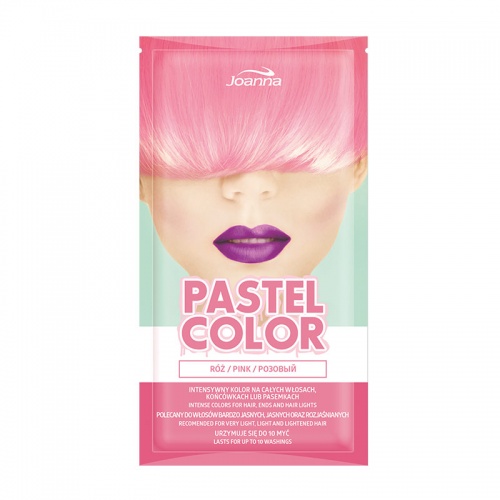 Joanna
PASTEL
COLOR
RÓŻ / PINK / РОЗОВЫЙ
INTENSYWNY KOLOR NA CAŁYCH WŁOSACH,
KOŃCÓWKACH LUB PASEMKACH
INTENSE COLORS FOR HAIR, ENDS AND HAIR LIGHTS
POLECANY DO WŁOSÓW BARDZO JASNYCH, JASNYCH ORAZ ROZJAŚNIANYCH
RECOMENDED FOR VERY LIGHT, LIGHT AND LIGHTENED HAIR
URZYMUJE SIĘ DO 10 MYĆ
LASTS FOR UP TO 10 WASHINGS